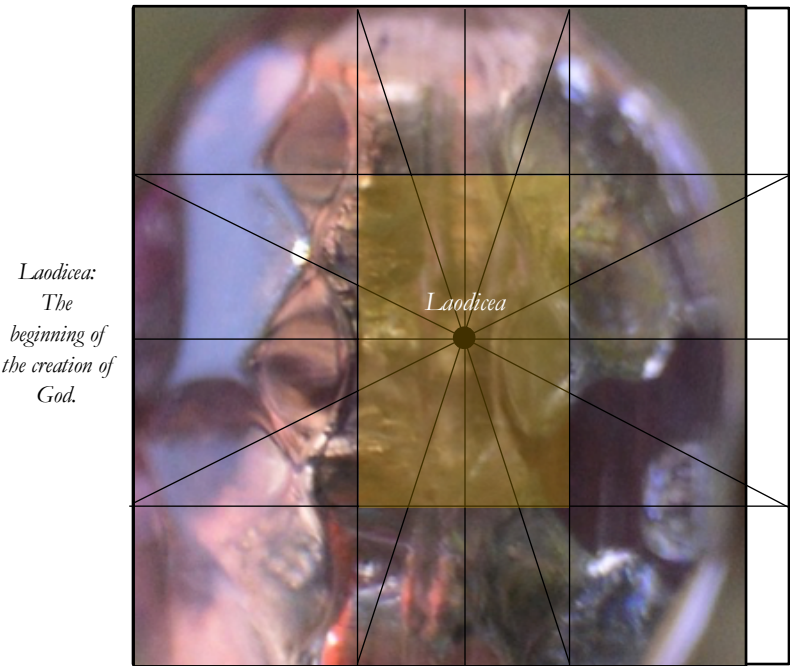 Laodicea:
The
beginning of
the creation of
God.
Laodicea